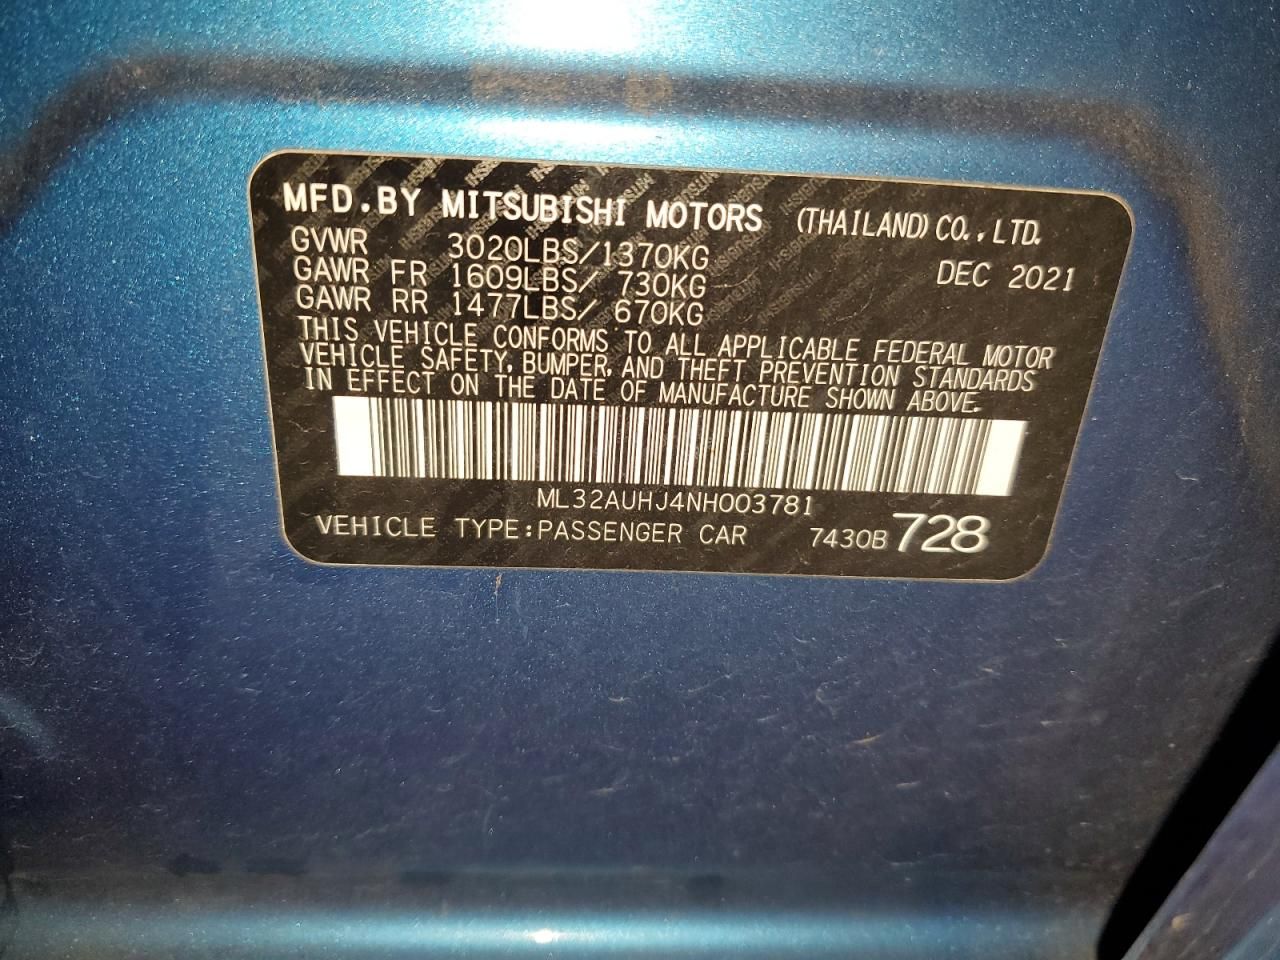 MFD.BY MITSUBISHI MOTORS (THAILAND) CO., LTD.
GVWR 3020LBS/1370KG DEC 2021
GAWR FR 1609LBS/ 730KG
GAWR RR 1477LBS/ 670KG
THIS VEHICLE CONFORMS TO ALL APPLICABLE FEDERAL MOTOR
VEHICLE SAFETY, BUMPER, AND THEFT PREVENTION STANDARDS
IN EFFECT ON THE DATE OF MANUFACTURE SHOWN ABOVE.
ML32AUHJ4NH003781
VEHICLE TYPE:PASSENGER CAR 7430B 728